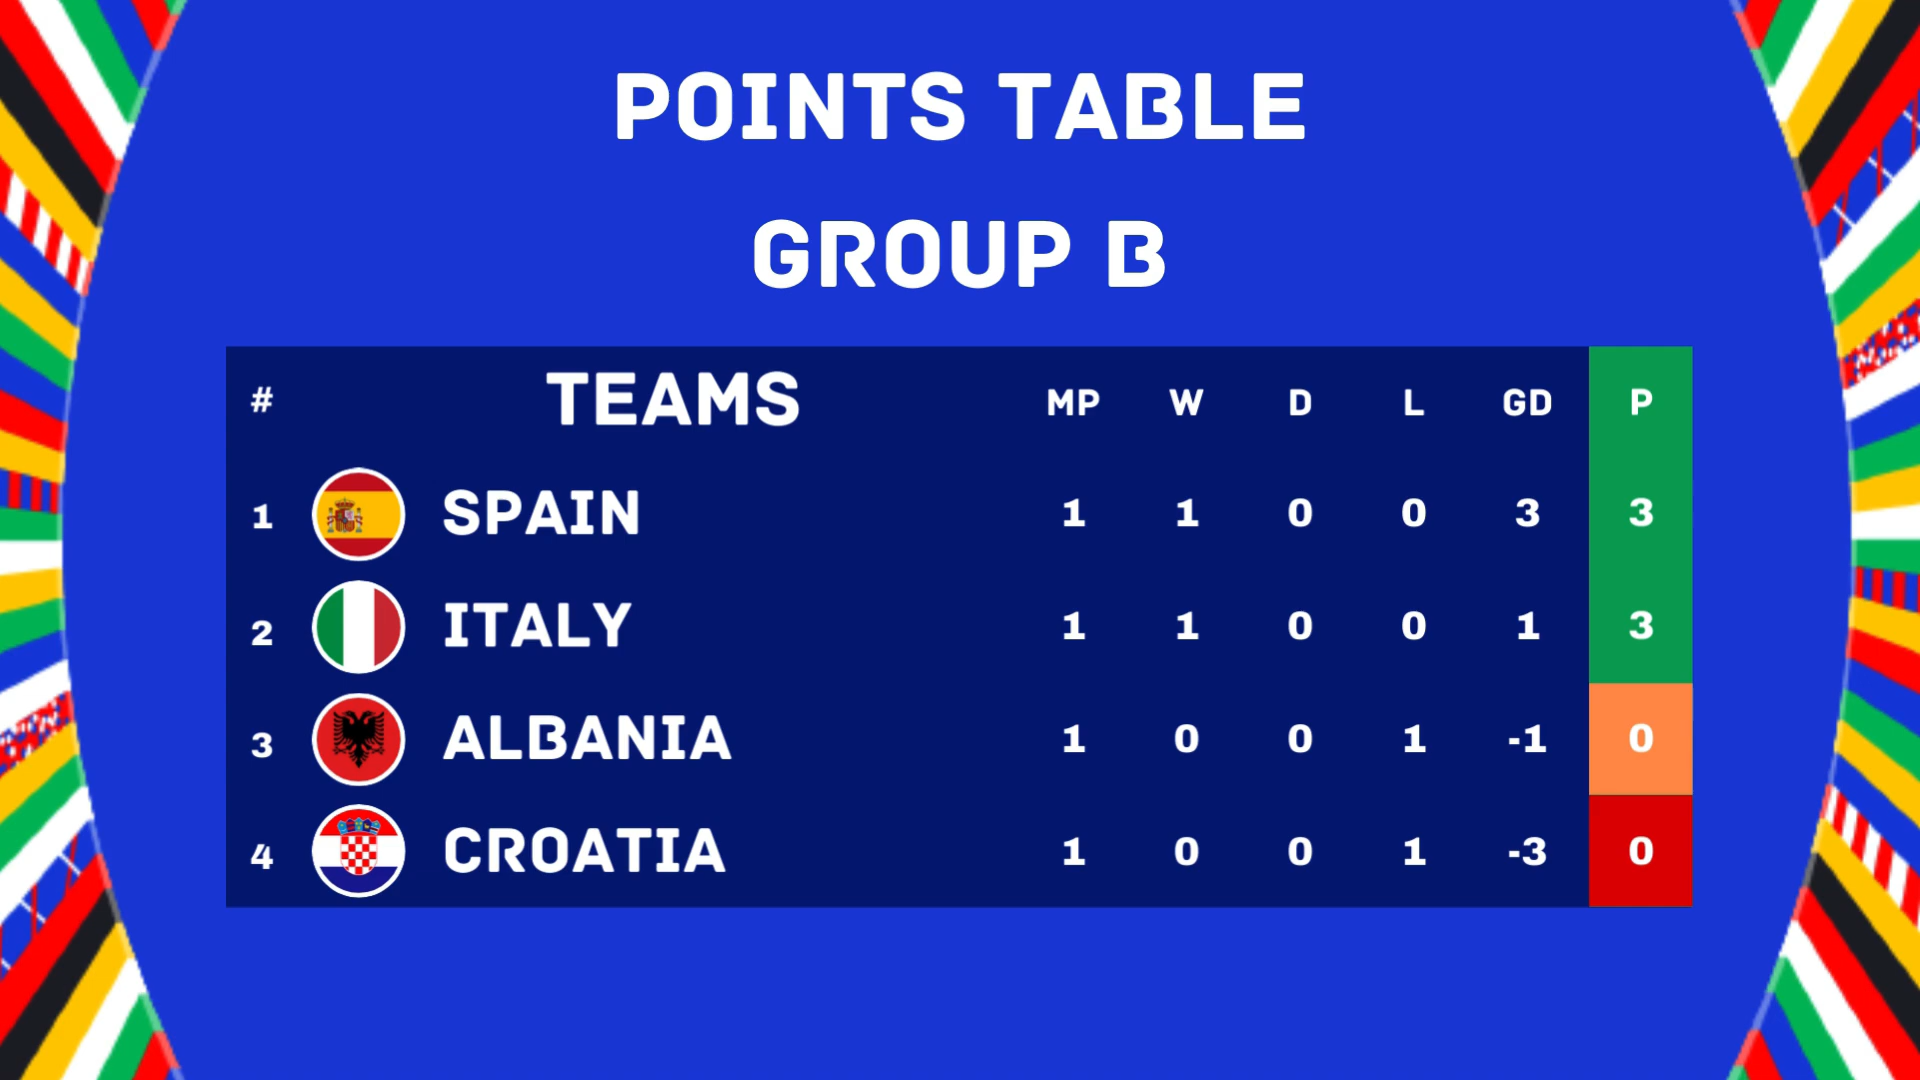 POINTS TABLE
GROUP B
# TEAMS MP W D L GD P
1 SPAIN 1 1 0 0 3 3
2 ITALY 1 1 0 0 1 3
3 ALBANIA 1 0 0 1 -1 0
4 CROATIA 1 0 0 1 -3 0